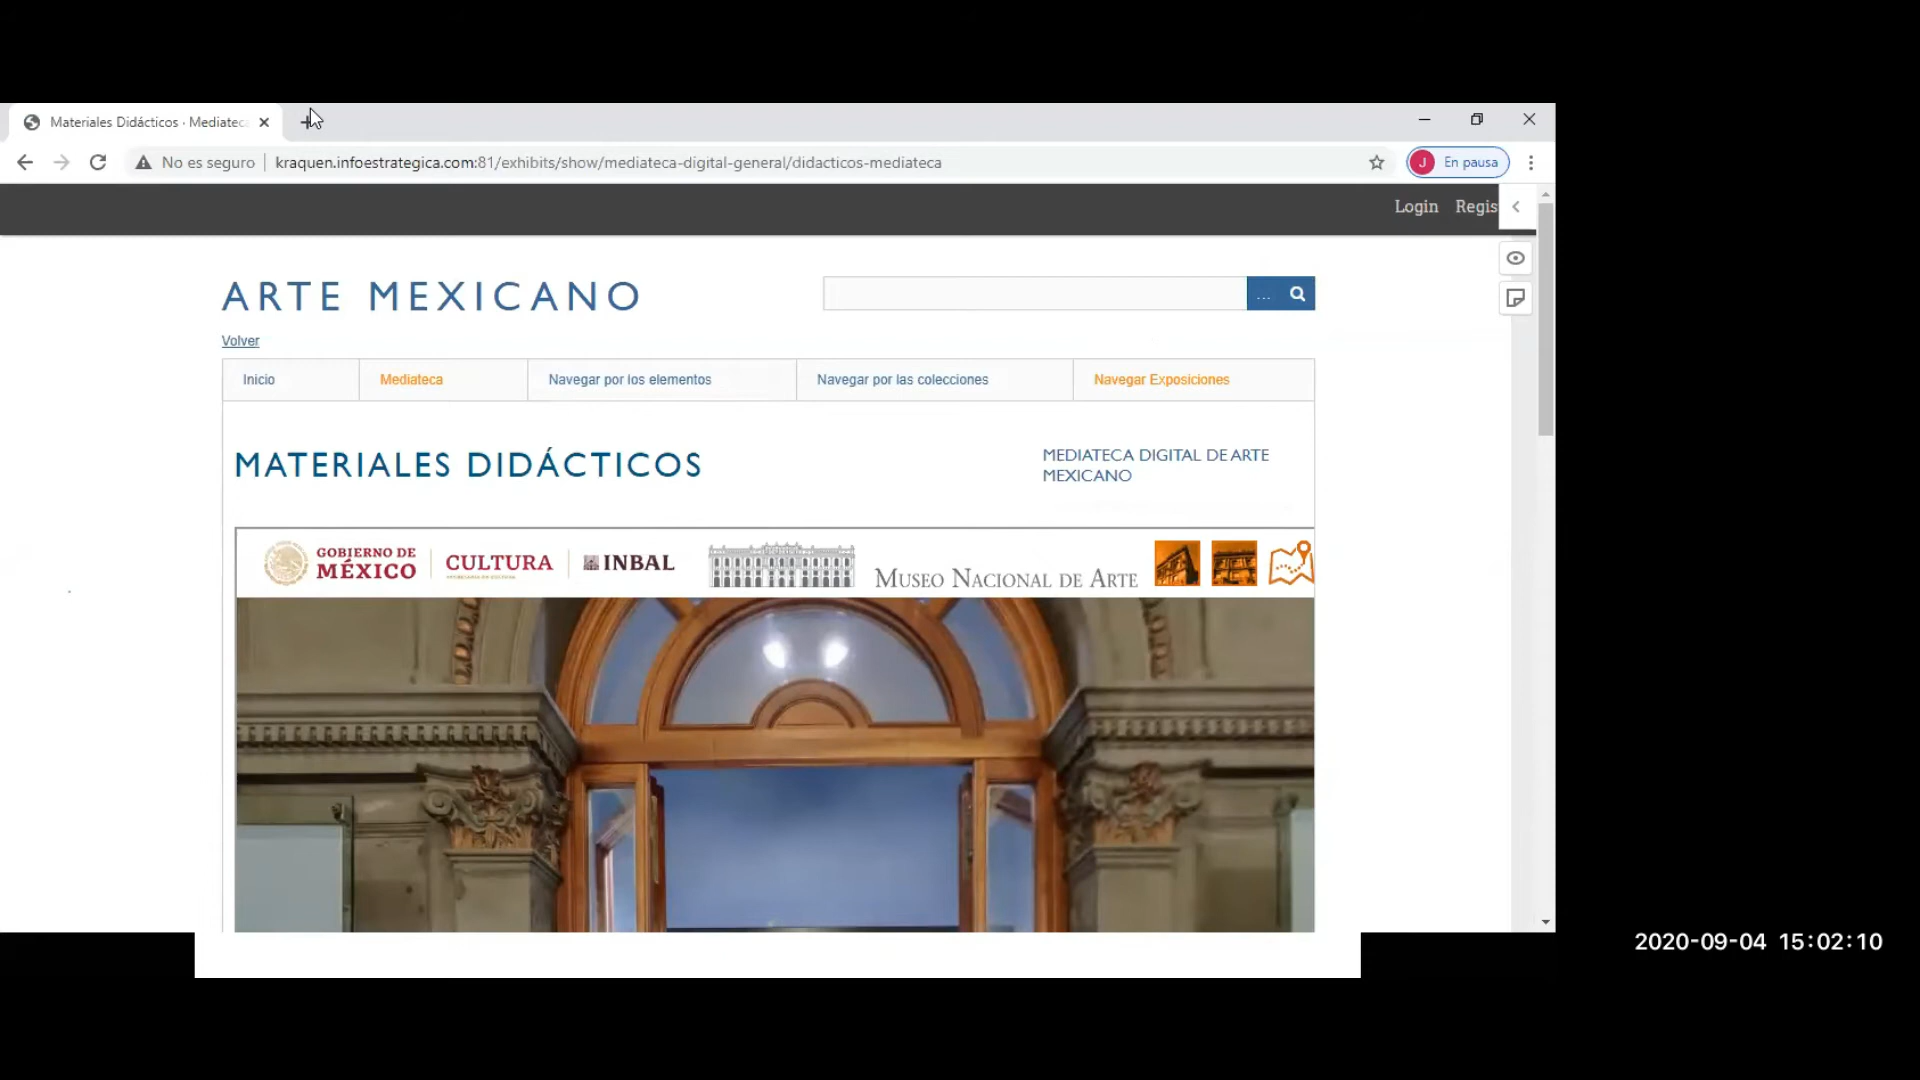 Materiales Didácticos · Mediateca
No es seguro
kraquen.infoestrategica.com:81/exhibits/show/mediateca-digital-general/didacticos-mediateca
J
En pausa
Login
Regis
ARTE MEXICANO
...
Volver
Inicio
Mediateca
Navegar por los elementos
Navegar por las colecciones
Navegar Exposiciones
MATERIALES DIDÁCTICOS
MEDIATECA DIGITAL DE ARTE
MEXICANO
GOBIERNO DE
MÉXICO
CULTURA
INBAL
MUSEO NACIONAL DE ARTE
2020-09-04 15:02:10